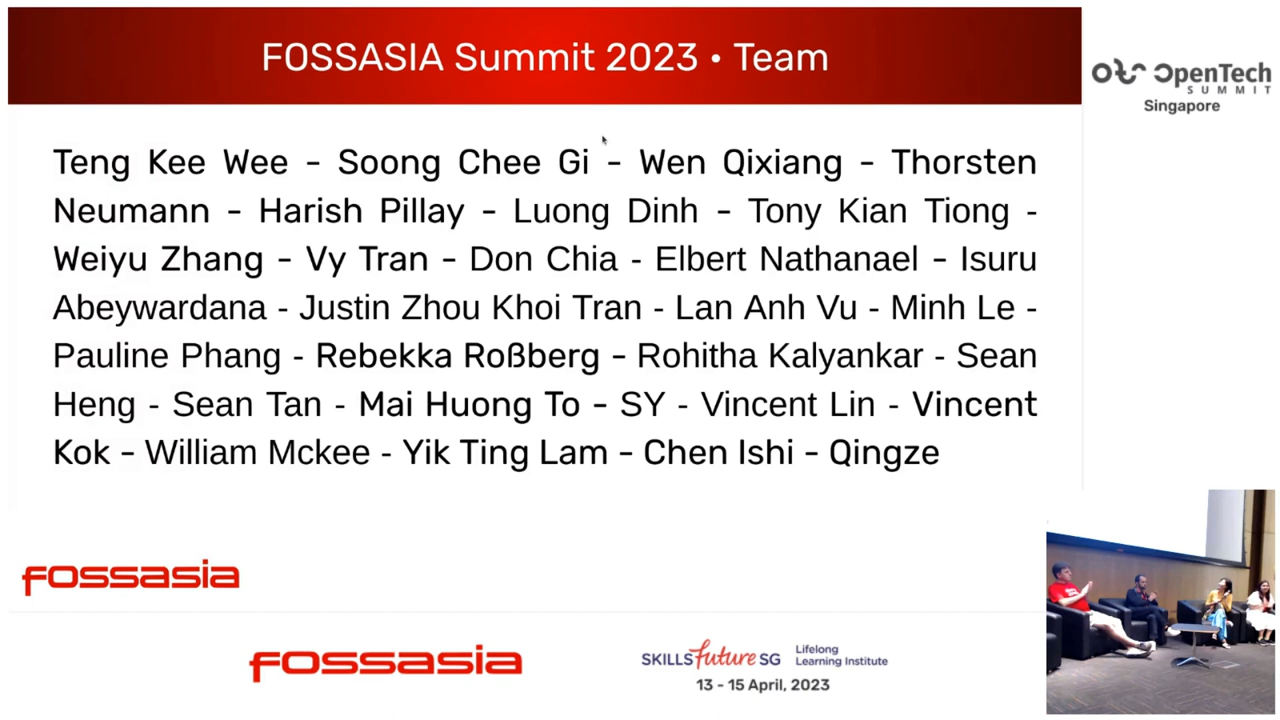 FOSSASIA Summit 2023 • Team
OpenTech
SUMMIT
Singapore
Teng Kee Wee - Soong Chee Gi - Wen Qixiang - Thorsten
Neumann - Harish Pillay - Luong Dinh - Tony Kian Tiong -
Weiyu Zhang - Vy Tran - Don Chia - Elbert Nathanael - Isuru
Abeywardana - Justin Zhou Khoi Tran - Lan Anh Vu - Minh Le -
Pauline Phang - Rebekka Roßberg - Rohitha Kalyankar - Sean
Heng - Sean Tan - Mai Huong To - SY - Vincent Lin - Vincent
Kok - William Mckee - Yik Ting Lam - Chen Ishi - Qingze
fossasia
fossasia
SKILLSfuture SG
Lifelong
Learning Institute
13 - 15 April, 2023